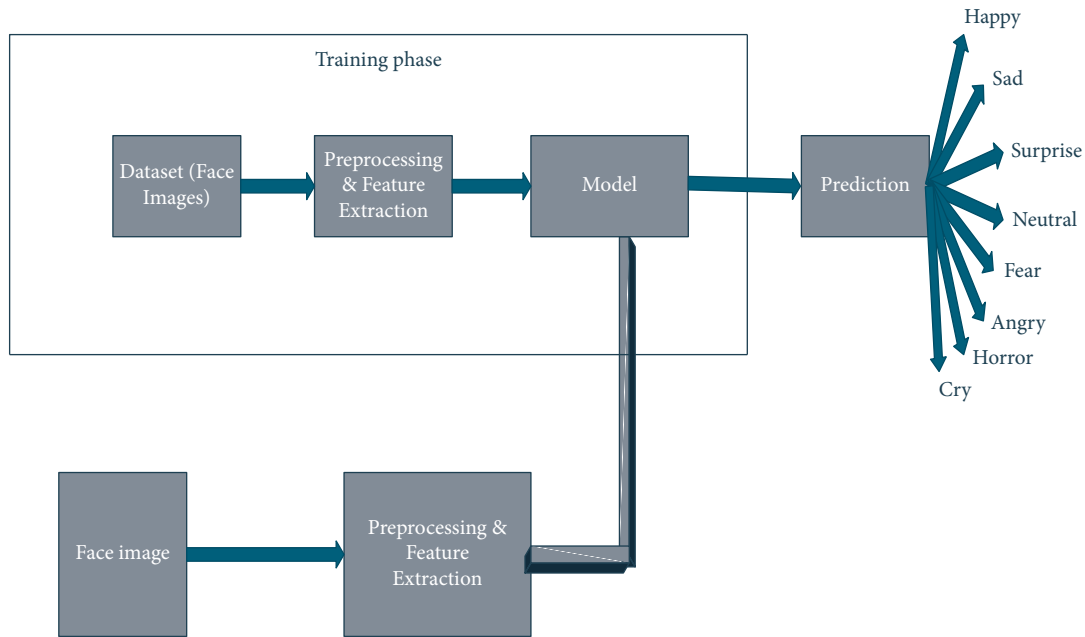 Training phase
Dataset (Face
Images)
Preprocessing
& Feature
Extraction
Model
Prediction
Happy
Sad
Surprise
Neutral
Fear
Angry
Horror
Cry
Face image
Preprocessing &
Feature
Extraction